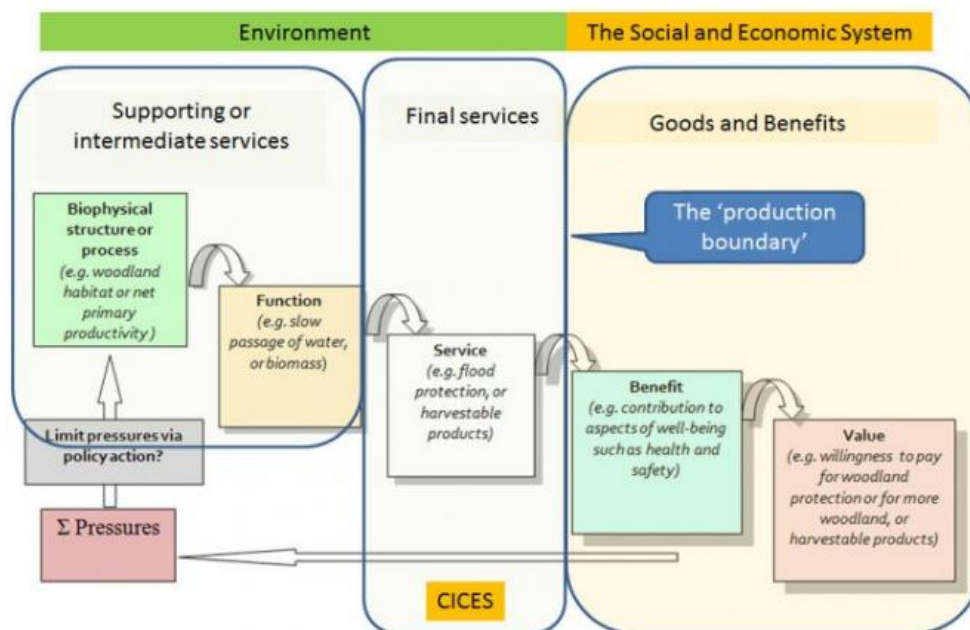 Environment
The Social and Economic System
Supporting or
intermediate services
Final services
Goods and Benefits
The 'production
boundary'
Biophysical
structure or
process
(e.g. woodland
habitat or net
primary
productivity )
Function
(e.g. slow
passage of water,
or biomass)
Service
(e.g. flood
protection, or
harvestable
products)
Benefit
(e.g. contribution to
aspects of well-being
such as health and
safety)
Value
(e.g. willingness to pay
for woodland
protection or for more
woodland, or
harvestable products)
Limit pressures via
policy action?
Σ Pressures
CICES